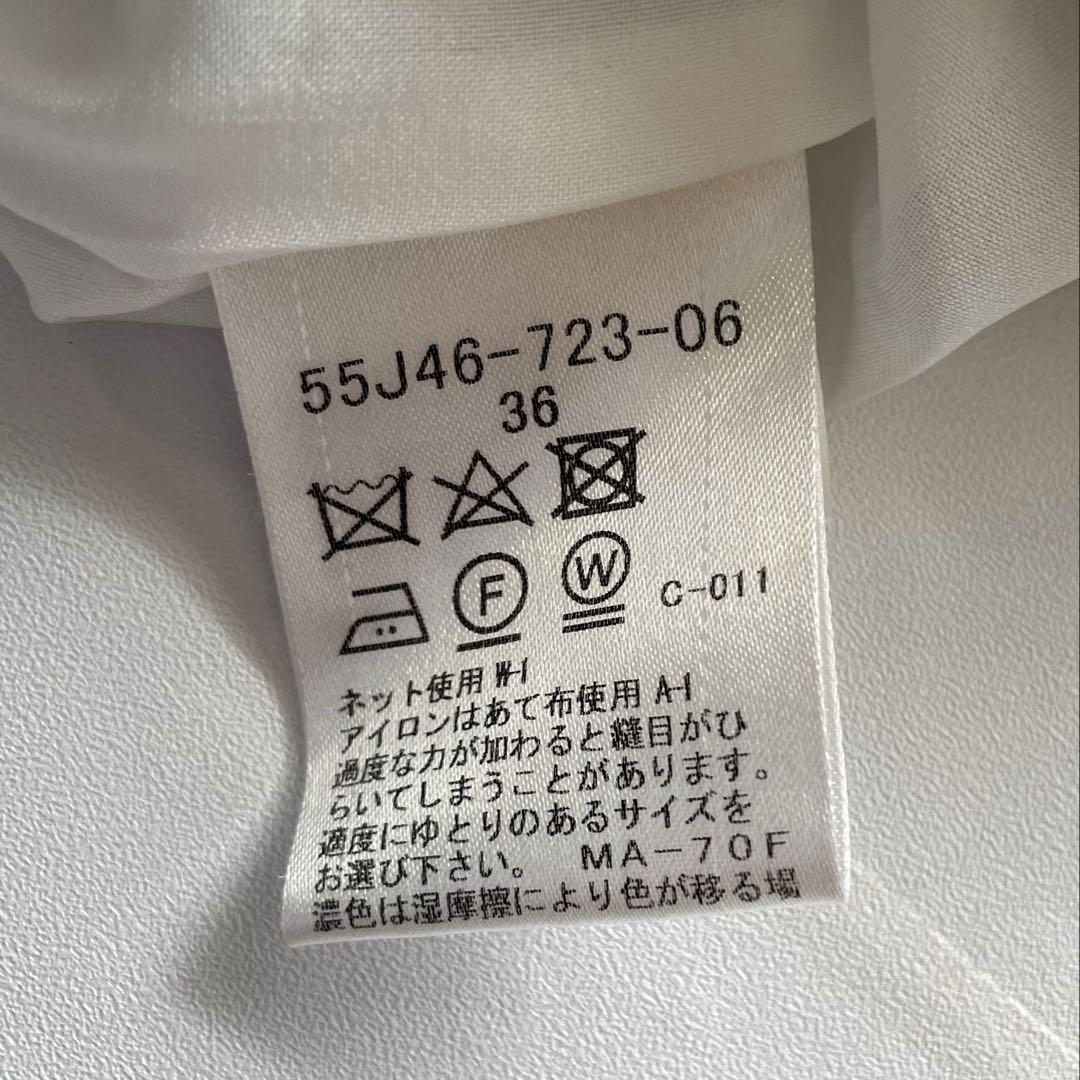 55J46-723-06
36
F
W
C-011
ネット使用 W-1
アイロンはあて布使用 A-1
過度な力が加わると縫目がひ
らいてしまうことがあります。
適度にゆとりのあるサイズを
お選び下さい。 MA-70F
濃色は湿摩擦により色が移る場